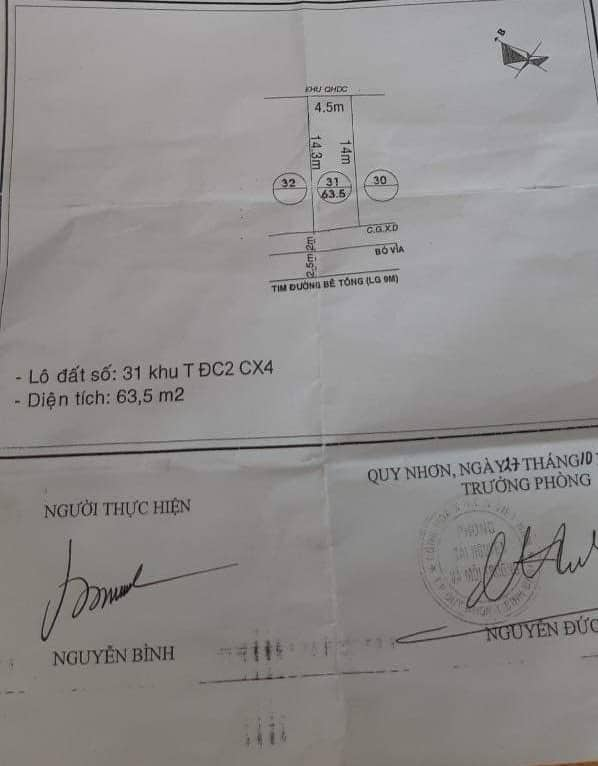 B
KHU QHDC
4.5m
14.3m
14m
32
31
63.5
30
C.G.X.D
2m
BÓ VỈA
2.5m
TIM ĐƯỜNG BÊ TÔNG (LG 9M)
- Lô đất số: 31 khu T ĐC2 CX4
- Diện tích: 63,5 m2
QUY NHƠN, NGÀY 27 THÁNG 10
NGƯỜI THỰC HIỆN
TRƯỞNG PHÒNG
PHÒNG
NGUYỄN BÌNH
NGUYỄN ĐỨC